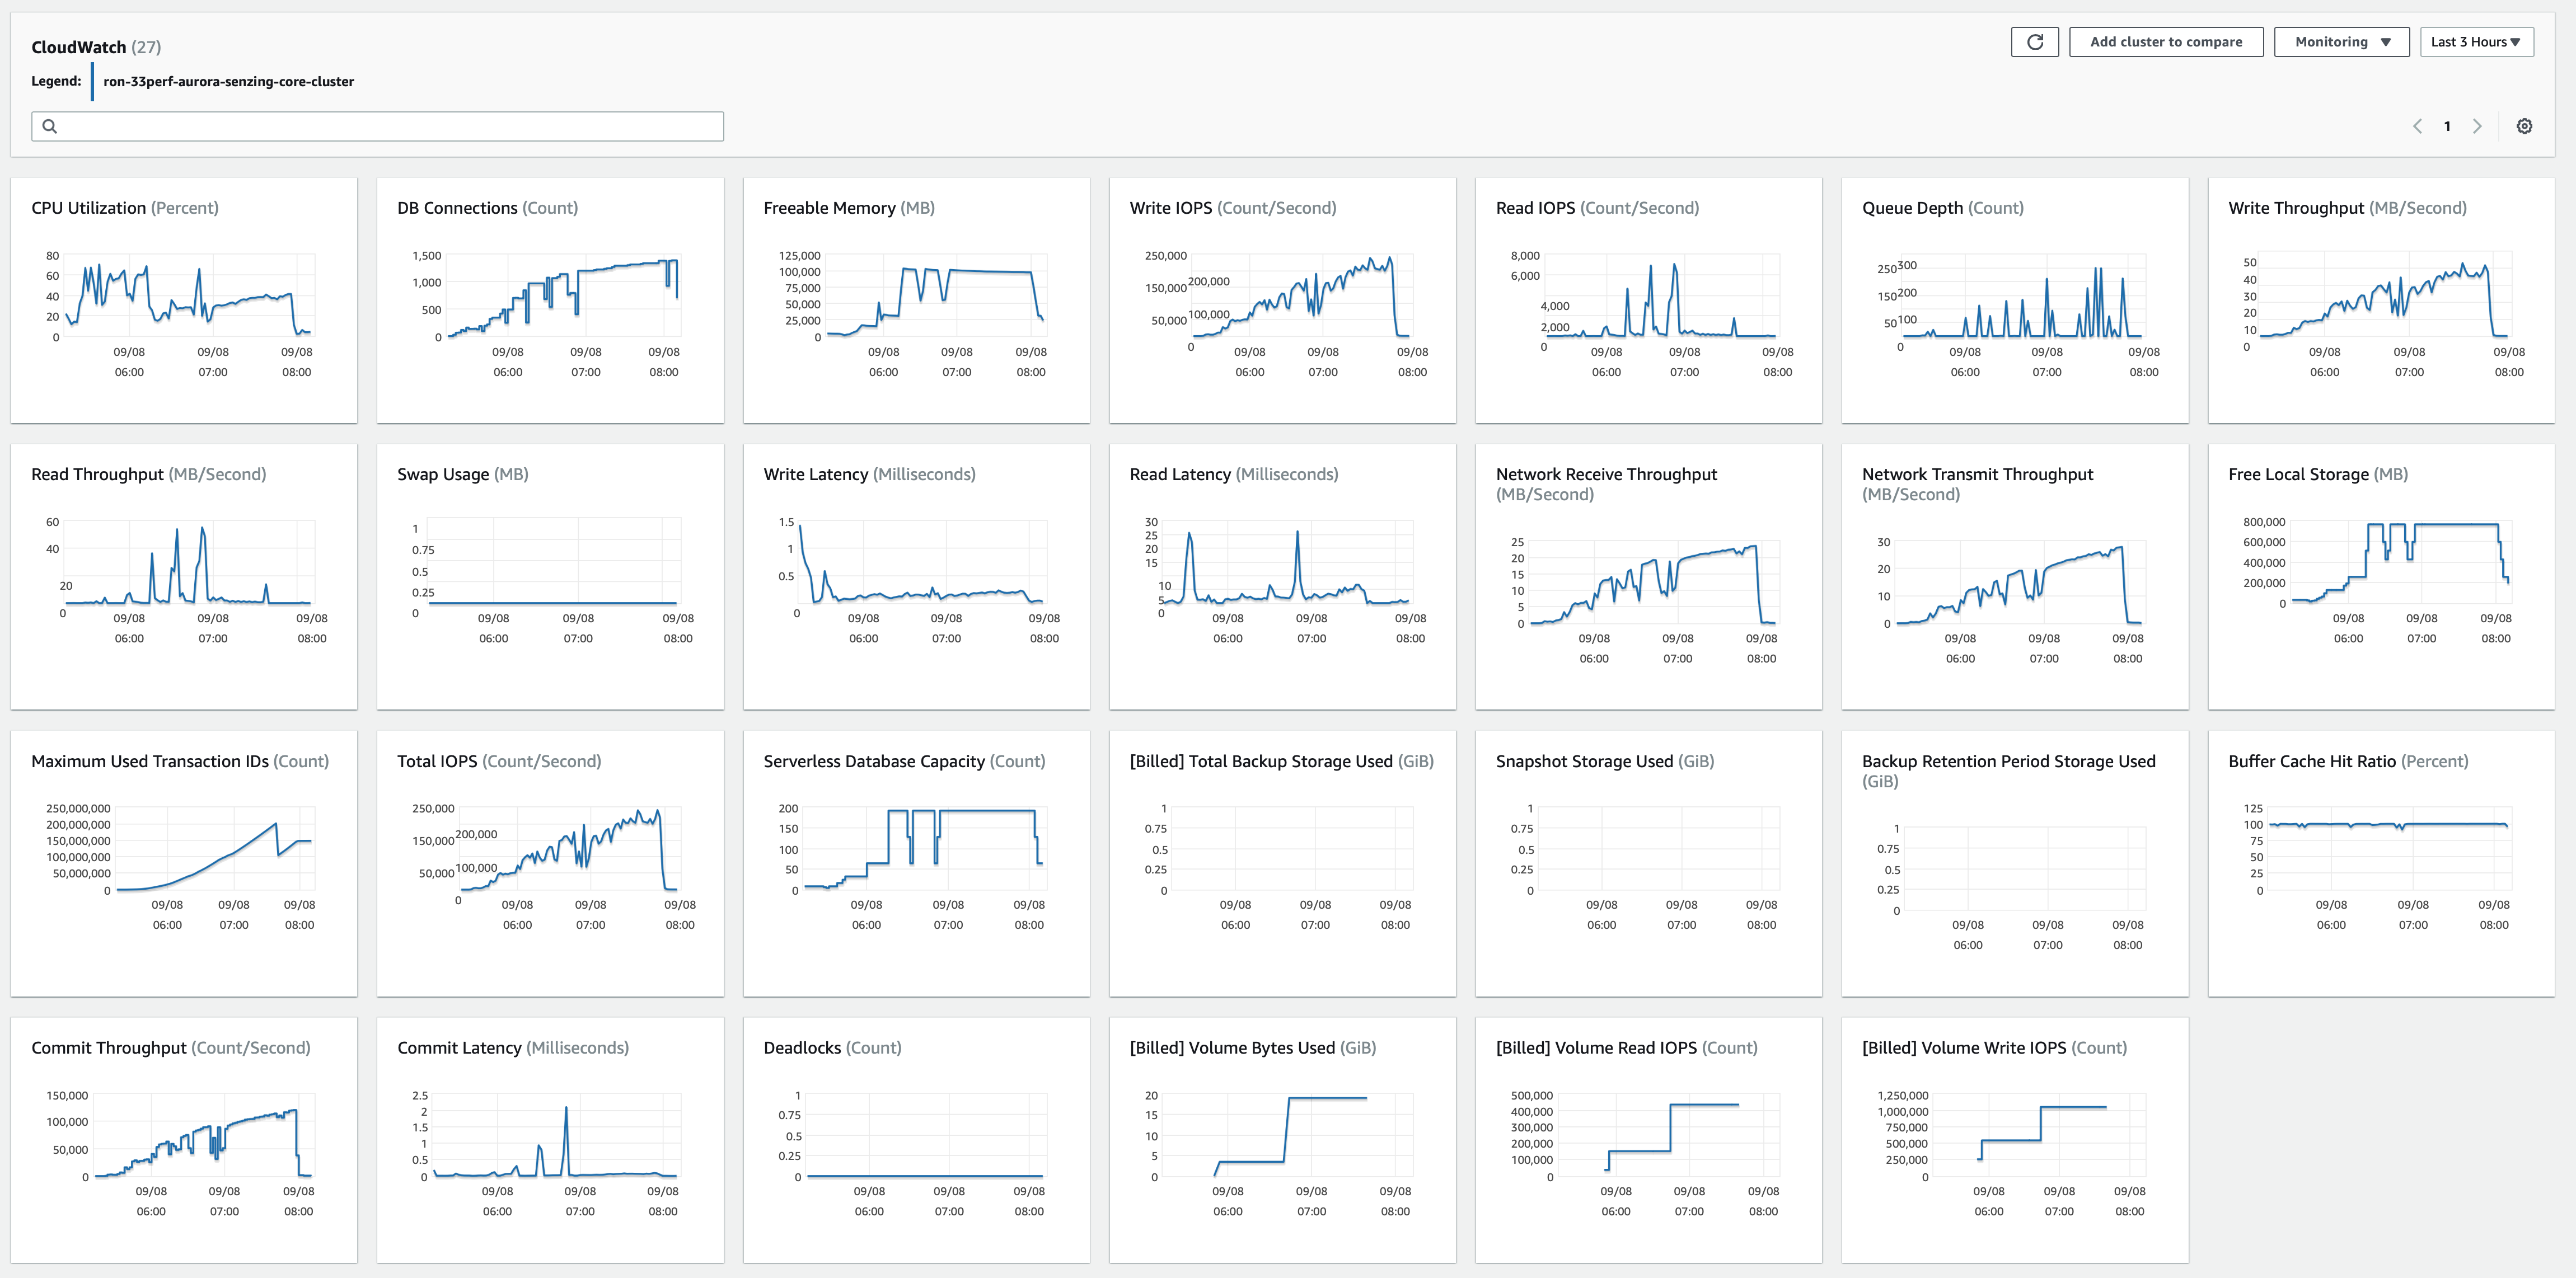 CloudWatch (27)
Add cluster to compare
Monitoring ▼
Last 3 Hours ▼
Legend:
ron-33perf-aurora-senzing-core-cluster
1
CPU Utilization (Percent)
80
60
40
20
0
09/08 09/08 09/08
06:00 07:00 08:00
DB Connections (Count)
1,500
1,000
500
0
09/08 09/08 09/08
06:00 07:00 08:00
Freeable Memory (MB)
125,000
100,000
75,000
50,000
25,000
0
09/08 09/08 09/08
06:00 07:00 08:00
Write IOPS (Count/Second)
250,000
200,000
150,000
100,000
50,000
0
09/08 09/08 09/08
06:00 07:00 08:00
Read IOPS (Count/Second)
8,000
6,000
4,000
2,000
0
09/08 09/08 09/08
06:00 07:00 08:00
Queue Depth (Count)
300
250
200
150
100
50
0
09/08 09/08 09/08
06:00 07:00 08:00
Write Throughput (MB/Second)
50
40
30
20
10
0
09/08 09/08 09/08
06:00 07:00 08:00
Read Throughput (MB/Second)
60
40
20
0
09/08 09/08 09/08
06:00 07:00 08:00
Swap Usage (MB)
1
0.75
0.5
0.25
0
09/08 09/08 09/08
06:00 07:00 08:00
Write Latency (Milliseconds)
1.5
1
0.5
0
09/08 09/08 09/08
06:00 07:00 08:00
Read Latency (Milliseconds)
30
25
20
15
10
5
0
09/08 09/08 09/08
06:00 07:00 08:00
Network Receive Throughput
(MB/Second)
25
20
15
10
5
0
09/08 09/08 09/08
06:00 07:00 08:00
Network Transmit Throughput
(MB/Second)
30
20
10
0
09/08 09/08 09/08
06:00 07:00 08:00
Free Local Storage (MB)
800,000
600,000
400,000
200,000
0
09/08 09/08 09/08
06:00 07:00 08:00
Maximum Used Transaction IDs (Count)
250,000,000
200,000,000
150,000,000
100,000,000
50,000,000
0
09/08 09/08 09/08
06:00 07:00 08:00
Total IOPS (Count/Second)
250,000
200,000
150,000
100,000
50,000
0
09/08 09/08 09/08
06:00 07:00 08:00
Serverless Database Capacity (Count)
200
150
100
50
0
09/08 09/08 09/08
06:00 07:00 08:00
[Billed] Total Backup Storage Used (GiB)
1
0.75
0.5
0.25
0
09/08 09/08 09/08
06:00 07:00 08:00
Snapshot Storage Used (GiB)
1
0.75
0.5
0.25
0
09/08 09/08 09/08
06:00 07:00 08:00
Backup Retention Period Storage Used
(GiB)
1
0.75
0.5
0.25
0
09/08 09/08 09/08
06:00 07:00 08:00
Buffer Cache Hit Ratio (Percent)
125
100
75
50
25
0
09/08 09/08 09/08
06:00 07:00 08:00
Commit Throughput (Count/Second)
150,000
100,000
50,000
0
09/08 09/08 09/08
06:00 07:00 08:00
Commit Latency (Milliseconds)
2.5
2
1.5
1
0.5
0
09/08 09/08 09/08
06:00 07:00 08:00
Deadlocks (Count)
1
0.75
0.5
0.25
0
09/08 09/08 09/08
06:00 07:00 08:00
[Billed] Volume Bytes Used (GiB)
20
15
10
5
0
09/08 09/08 09/08
06:00 07:00 08:00
[Billed] Volume Read IOPS (Count)
500,000
400,000
300,000
200,000
100,000
0
09/08 09/08 09/08
06:00 07:00 08:00
[Billed] Volume Write IOPS (Count)
1,250,000
1,000,000
750,000
500,000
250,000
0
09/08 09/08 09/08
06:00 07:00 08:00